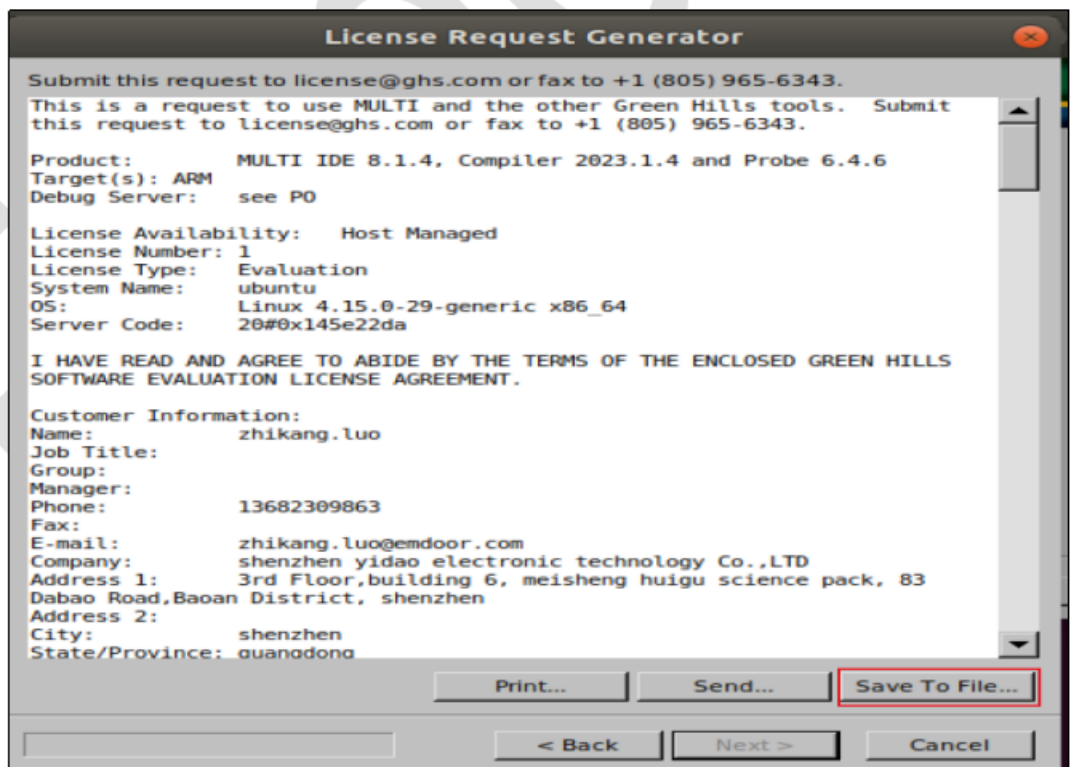 License Request Generator
Submit this request to license@ghs.com or fax to +1 (805) 965-6343.
This is a request to use MULTI and the other Green Hills tools.  Submit
this request to license@ghs.com or fax to +1 (805) 965-6343.
Product: MULTI IDE 8.1.4, Compiler 2023.1.4 and Probe 6.4.6
Target(s): ARM
Debug Server: see PO
License Availability: Host Managed
License Number: 1
License Type: Evaluation
System Name: ubuntu
OS: Linux 4.15.0-29-generic x86_64
Server Code: 20#0x145e22da
I HAVE READ AND AGREE TO ABIDE BY THE TERMS OF THE ENCLOSED GREEN HILLS
SOFTWARE EVALUATION LICENSE AGREEMENT.
Customer Information:
Name: zhikang.luo
Job Title:
Group:
Manager:
Phone: 13682309863
Fax:
E-mail: zhikang.luo@emdoor.com
Company: shenzhen yidao electronic technology Co.,LTD
Address 1: 3rd Floor,building 6, meisheng huigu science pack, 83
Dabao Road,Baoan District, shenzhen
Address 2:
City: shenzhen
State/Province: guangdong
Print...
Send...
Save To File...
< Back
Next >
Cancel